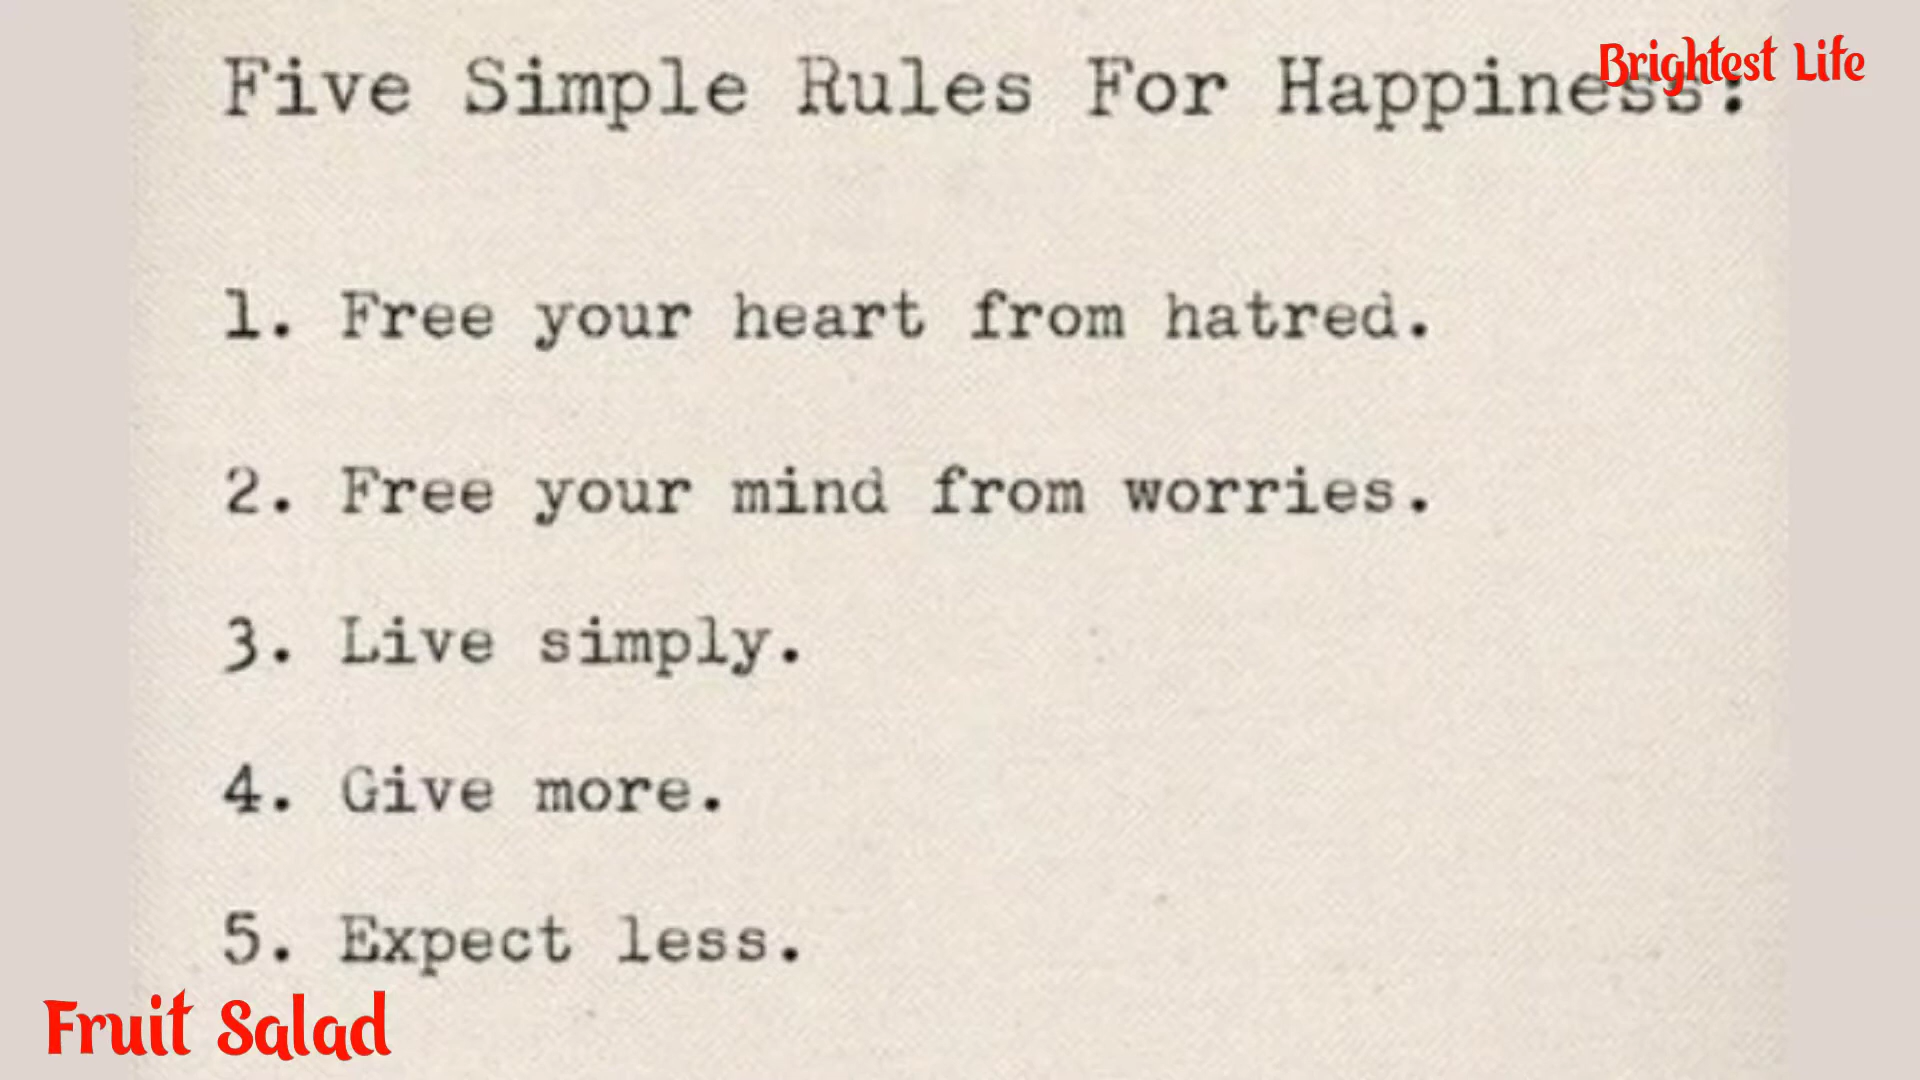 Brightest Life
Five Simple Rules For Happiness:
1. Free your heart from hatred.
2. Free your mind from worries.
3. Live simply.
4. Give more.
5. Expect less.
Fruit Salad